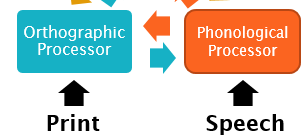 Orthographic
Processor
Phonological
Processor
Print
Speech